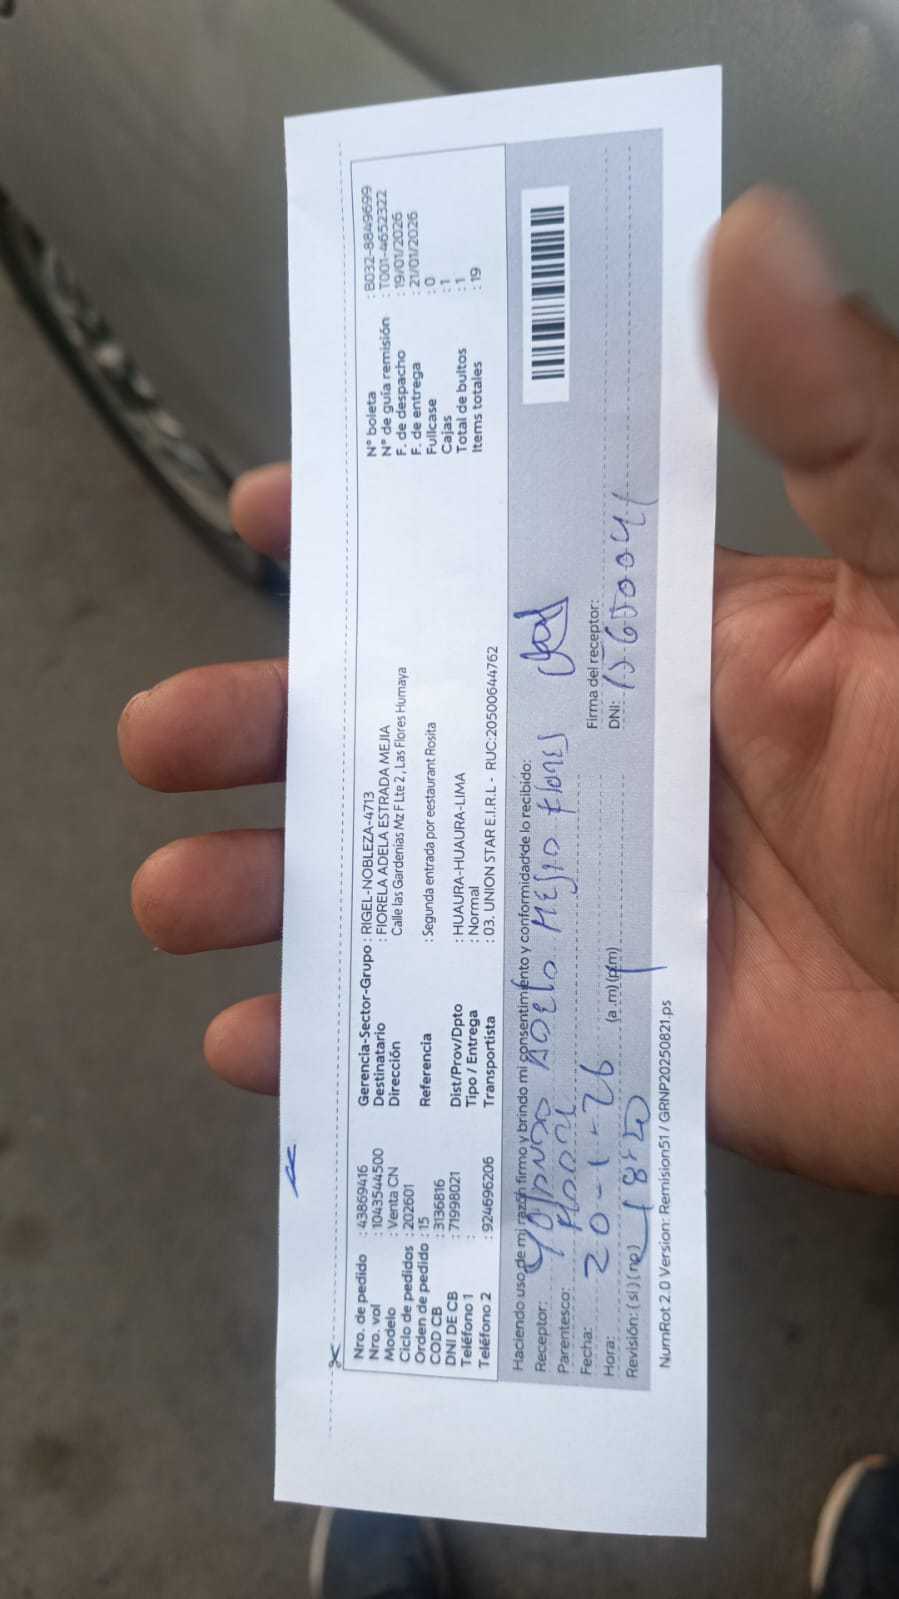 Nro. de pedido : 43869416
Nro. vol : 1043544500
Modelo : Venta CN
Ciclo de pedidos : 202601
Orden de pedido : 15
COD CB : 3136816
DNI DE CB : 71998021
Teléfono 1 :
Teléfono 2 : 924696206
Gerencia-Sector-Grupo : RIGEL-NOBLEZA-4713
Destinatario : FIORELA ADELA ESTRADA MEJIA
Dirección Calle las Gardenias Mz F Lte 2 , Las Flores Humaya
Referencia : Segunda entrada por eestaurant Rosita
Dist/Prov/Dpto : HUAURA-HUAURA-LIMA
Tipo / Entrega : Normal
Transportista : 03. UNION STAR E.I.R.L - RUC:20500644762
N° boleta : B032-8849699
N° de guía remisión : T001-4652322
F. de despacho : 19/01/2026
F. de entrega : 21/01/2026
Fullcase : 0
Cajas : 1
Total de bultos : 1
Items totales : 19
Haciendo uso de mi razón firmo y brindo mi consentimiento y conformidad de lo recibido:
Receptor:
Parentesco:
Fecha: 20-1-26
Hora: (a .m) (p.m)
Revisión: (si) (no)
Firma del receptor:
DNI:
NumRot 2.0 Version: Remision51 / GRNP20250821.ps